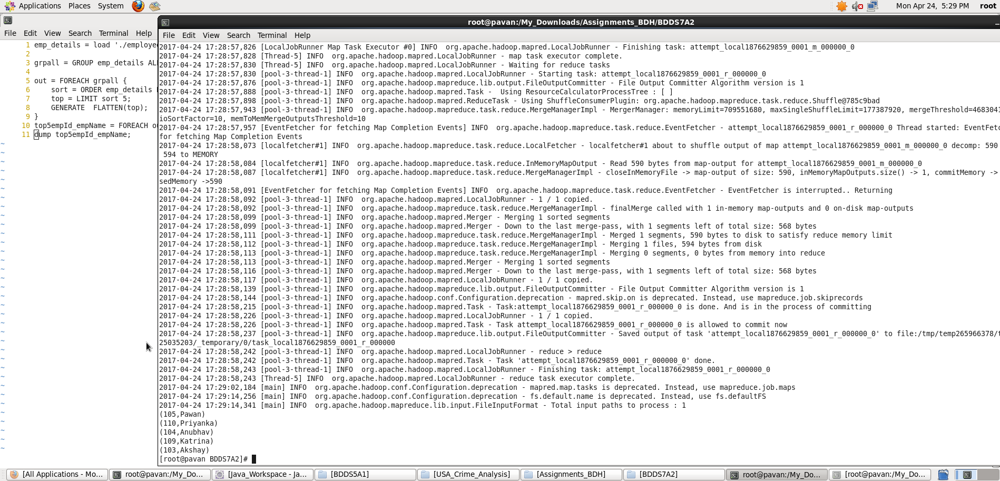 Applications Places System Mon Apr 24, 5:29 PM root
File Edit View Search Terminal Help
1 emp_details = load './employe
2
3 grpall = GROUP emp_details AL
4
5 out = FOREACH grpall {
6 sort = ORDER emp_details
7 top = LIMIT sort 5;
8 GENERATE  FLATTEN(top);
9 }
10 top5empId_empName = FOREACH o
11 dump top5empId_empName;
root@pavan:/My_Downloads/Assignments_BDH/BDDS7A2
File Edit View Search Terminal Help
2017-04-24 17:28:57,826 [LocalJobRunner Map Task Executor #0] INFO  org.apache.hadoop.mapred.LocalJobRunner - Finishing task: attempt_local1876629859_0001_m_000000_0
2017-04-24 17:28:57,828 [Thread-5] INFO  org.apache.hadoop.mapred.LocalJobRunner - map task executor complete.
2017-04-24 17:28:57,830 [Thread-5] INFO  org.apache.hadoop.mapred.LocalJobRunner - Waiting for reduce tasks
2017-04-24 17:28:57,830 [pool-3-thread-1] INFO  org.apache.hadoop.mapred.LocalJobRunner - Starting task: attempt_local1876629859_0001_r_000000_0
2017-04-24 17:28:57,876 [pool-3-thread-1] INFO  org.apache.hadoop.mapreduce.lib.output.FileOutputCommitter - File Output Committer Algorithm version is 1
2017-04-24 17:28:57,888 [pool-3-thread-1] INFO  org.apache.hadoop.mapred.Task -  Using ResourceCalculatorProcessTree : [ ]
2017-04-24 17:28:57,898 [pool-3-thread-1] INFO  org.apache.hadoop.mapred.ReduceTask - Using ShuffleConsumerPlugin: org.apache.hadoop.mapreduce.task.reduce.Shuffle@785c9bad
2017-04-24 17:28:57,943 [pool-3-thread-1] INFO  org.apache.hadoop.mapreduce.task.reduce.MergeManagerImpl - MergerManager: memoryLimit=709551680, maxSingleShuffleLimit=177387920, mergeThreshold=4683041
ioSortFactor=10, memToMemMergeOutputsThreshold=10
2017-04-24 17:28:57,957 [EventFetcher for fetching Map Completion Events] INFO  org.apache.hadoop.mapreduce.task.reduce.EventFetcher - attempt_local1876629859_0001_r_000000_0 Thread started: EventFetc
for fetching Map Completion Events
2017-04-24 17:28:58,073 [localfetcher#1] INFO  org.apache.hadoop.mapreduce.task.reduce.LocalFetcher - localfetcher#1 about to shuffle output of map attempt_local1876629859_0001_m_000000_0 decomp: 590
594 to MEMORY
2017-04-24 17:28:58,084 [localfetcher#1] INFO  org.apache.hadoop.mapreduce.task.reduce.InMemoryMapOutput - Read 590 bytes from map-output for attempt_local1876629859_0001_m_000000_0
2017-04-24 17:28:58,087 [localfetcher#1] INFO  org.apache.hadoop.mapreduce.task.reduce.MergeManagerImpl - closeInMemoryFile -> map-output of size: 590, inMemoryMapOutputs.size() -> 1, commitMemory ->
sedMemory ->590
2017-04-24 17:28:58,091 [EventFetcher for fetching Map Completion Events] INFO  org.apache.hadoop.mapreduce.task.reduce.EventFetcher - EventFetcher is interrupted.. Returning
2017-04-24 17:28:58,092 [pool-3-thread-1] INFO  org.apache.hadoop.mapred.LocalJobRunner - 1 / 1 copied.
2017-04-24 17:28:58,092 [pool-3-thread-1] INFO  org.apache.hadoop.mapreduce.task.reduce.MergeManagerImpl - finalMerge called with 1 in-memory map-outputs and 0 on-disk map-outputs
2017-04-24 17:28:58,099 [pool-3-thread-1] INFO  org.apache.hadoop.mapred.Merger - Merging 1 sorted segments
2017-04-24 17:28:58,099 [pool-3-thread-1] INFO  org.apache.hadoop.mapred.Merger - Down to the last merge-pass, with 1 segments left of total size: 568 bytes
2017-04-24 17:28:58,111 [pool-3-thread-1] INFO  org.apache.hadoop.mapreduce.task.reduce.MergeManagerImpl - Merged 1 segments, 590 bytes to disk to satisfy reduce memory limit
2017-04-24 17:28:58,112 [pool-3-thread-1] INFO  org.apache.hadoop.mapreduce.task.reduce.MergeManagerImpl - Merging 1 files, 594 bytes from disk
2017-04-24 17:28:58,113 [pool-3-thread-1] INFO  org.apache.hadoop.mapreduce.task.reduce.MergeManagerImpl - Merging 0 segments, 0 bytes from memory into reduce
2017-04-24 17:28:58,113 [pool-3-thread-1] INFO  org.apache.hadoop.mapred.Merger - Merging 1 sorted segments
2017-04-24 17:28:58,116 [pool-3-thread-1] INFO  org.apache.hadoop.mapred.Merger - Down to the last merge-pass, with 1 segments left of total size: 568 bytes
2017-04-24 17:28:58,117 [pool-3-thread-1] INFO  org.apache.hadoop.mapred.LocalJobRunner - 1 / 1 copied.
2017-04-24 17:28:58,139 [pool-3-thread-1] INFO  org.apache.hadoop.mapreduce.lib.output.FileOutputCommitter - File Output Committer Algorithm version is 1
2017-04-24 17:28:58,144 [pool-3-thread-1] INFO  org.apache.hadoop.conf.Configuration.deprecation - mapred.skip.on is deprecated. Instead, use mapreduce.job.skiprecords
2017-04-24 17:28:58,215 [pool-3-thread-1] INFO  org.apache.hadoop.mapred.Task - Task:attempt_local1876629859_0001_r_000000_0 is done. And is in the process of committing
2017-04-24 17:28:58,226 [pool-3-thread-1] INFO  org.apache.hadoop.mapred.LocalJobRunner - 1 / 1 copied.
2017-04-24 17:28:58,226 [pool-3-thread-1] INFO  org.apache.hadoop.mapred.Task - Task attempt_local1876629859_0001_r_000000_0 is allowed to commit now
2017-04-24 17:28:58,237 [pool-3-thread-1] INFO  org.apache.hadoop.mapreduce.lib.output.FileOutputCommitter - Saved output of task 'attempt_local1876629859_0001_r_000000_0' to file:/tmp/temp265966378/t
25035203/_temporary/0/task_local1876629859_0001_r_000000
2017-04-24 17:28:58,242 [pool-3-thread-1] INFO  org.apache.hadoop.mapred.LocalJobRunner - reduce > reduce
2017-04-24 17:28:58,242 [pool-3-thread-1] INFO  org.apache.hadoop.mapred.Task - Task 'attempt_local1876629859_0001_r_000000_0' done.
2017-04-24 17:28:58,243 [pool-3-thread-1] INFO  org.apache.hadoop.mapred.LocalJobRunner - Finishing task: attempt_local1876629859_0001_r_000000_0
2017-04-24 17:28:58,243 [Thread-5] INFO  org.apache.hadoop.mapred.LocalJobRunner - reduce task executor complete.
2017-04-24 17:29:02,184 [main] INFO  org.apache.hadoop.conf.Configuration.deprecation - mapred.map.tasks is deprecated. Instead, use mapreduce.job.maps
2017-04-24 17:29:14,256 [main] INFO  org.apache.hadoop.conf.Configuration.deprecation - fs.default.name is deprecated. Instead, use fs.defaultFS
2017-04-24 17:29:14,341 [main] INFO  org.apache.hadoop.mapreduce.lib.input.FileInputFormat - Total input paths to process : 1
(105,Pawan)
(110,Priyanka)
(104,Anubhav)
(109,Katrina)
(103,Akshay)
[root@pavan BDDS7A2]#
[All Applications - Mo... root@pavan:/My_Do... [Java_Workspace - Ja... [BDDS5A1] [USA_Crime_Analysis] [Assignments_BDH] [BDDS7A2] root@pavan:/My_Do... [root@pavan:/My_Do...